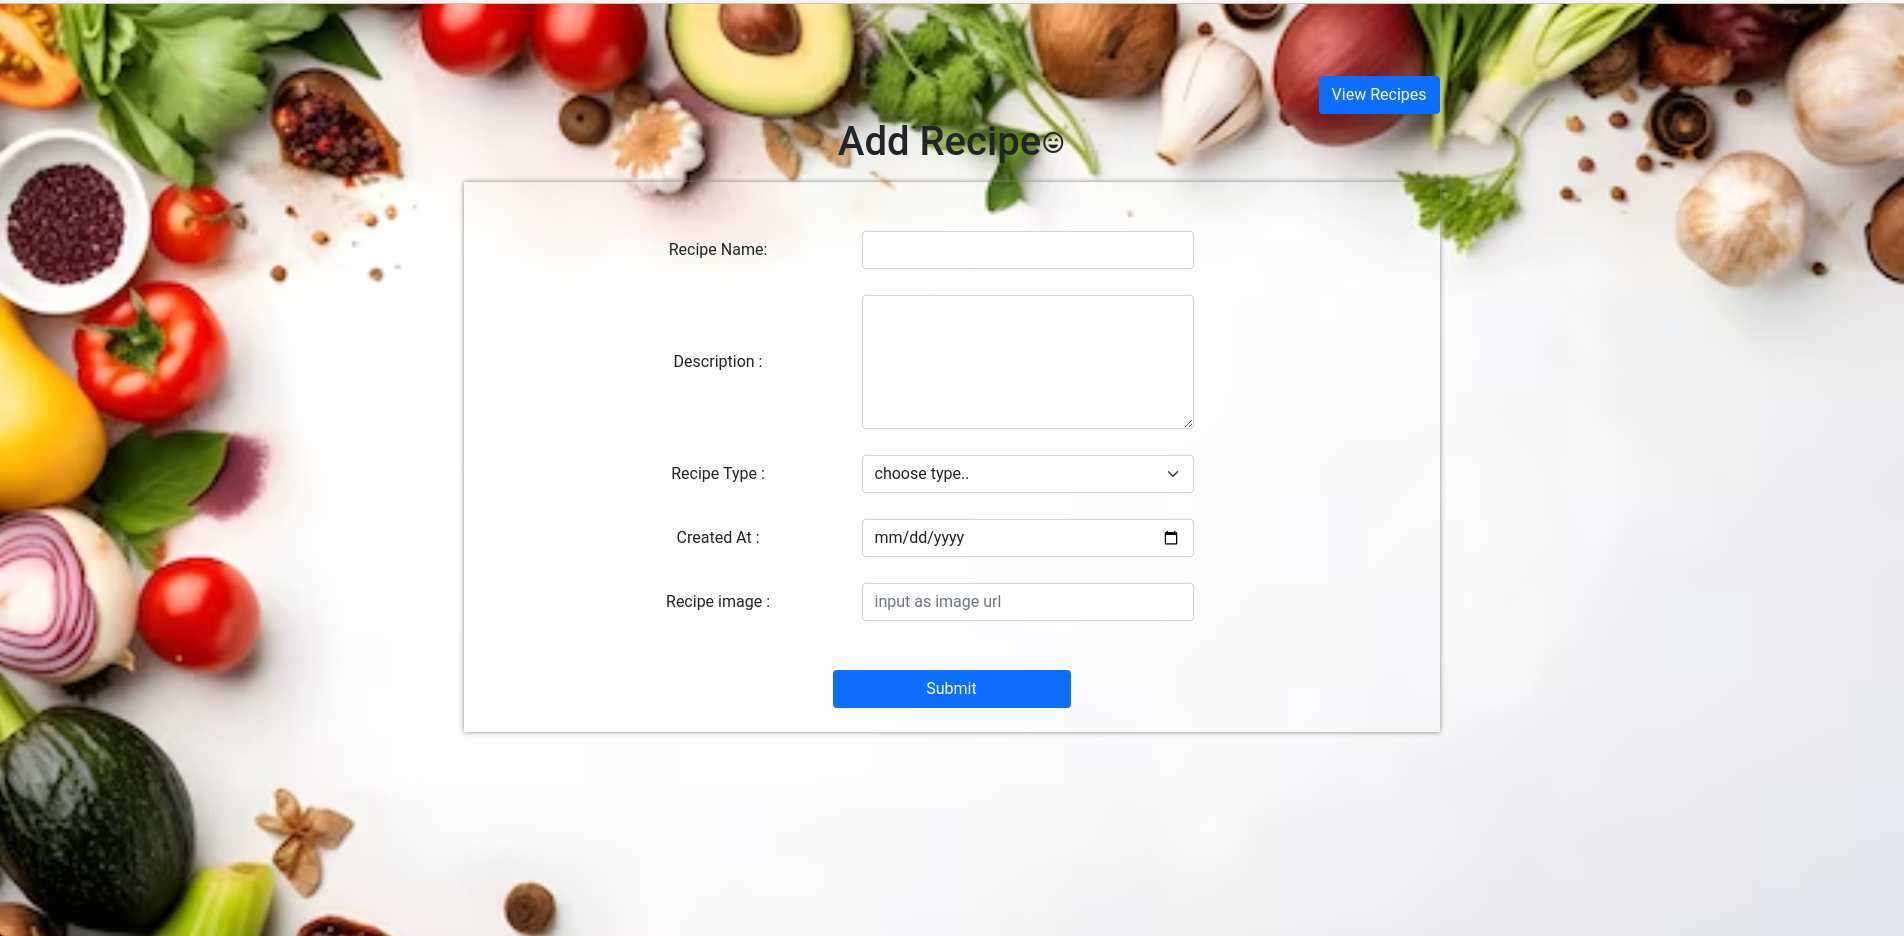 View Recipes
Add Recipe
Recipe Name:
Description :
Recipe Type :
choose type..
Created At :
mm/dd/yyyy
Recipe image :
input as image url
Submit